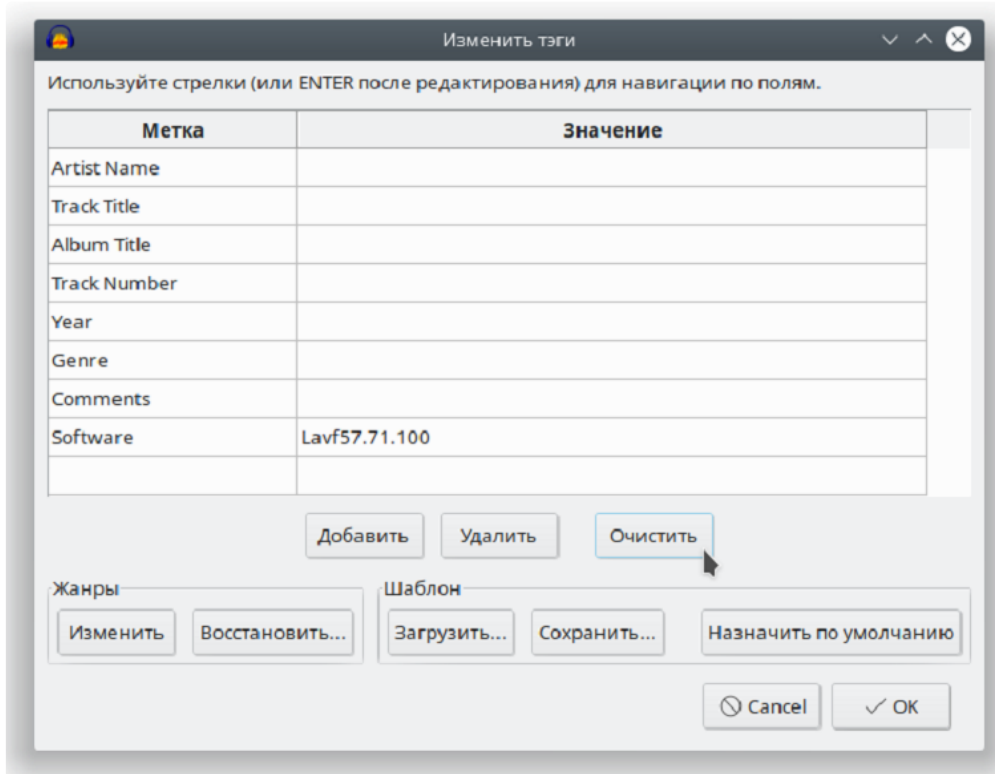 Изменить тэги
Используйте стрелки (или ENTER после редактирования) для навигации по полям.
Метка Значение
Artist Name
Track Title
Album Title
Track Number
Year
Genre
Comments
Software Lavf57.71.100
Добавить Удалить Очистить
Жанры Шаблон
Изменить Восстановить... Загрузить... Сохранить... Назначить по умолчанию
Cancel OK